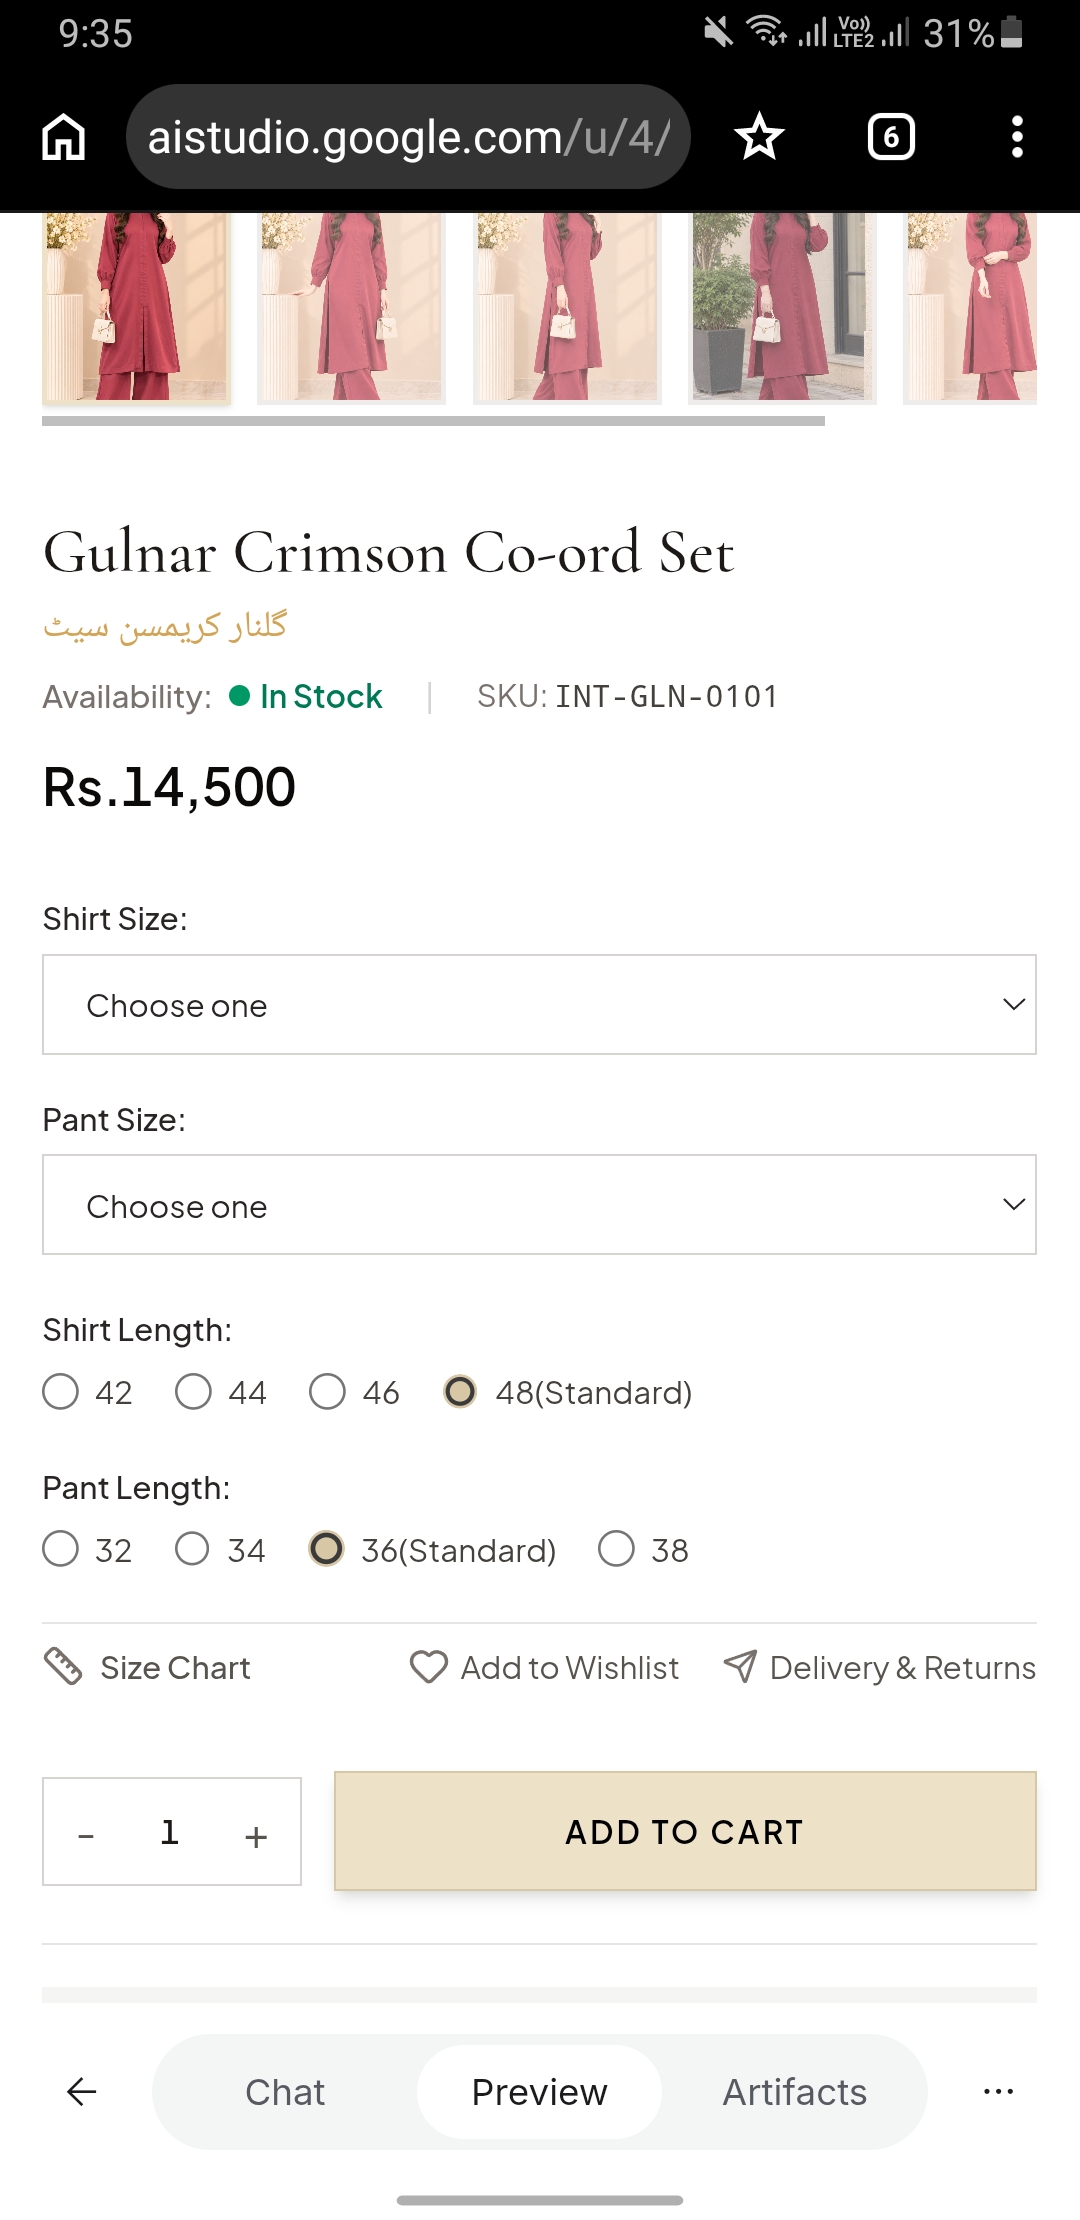 9:35
Vo)) LTE2 31%
aistudio.google.com/u/4/
6
Gulnar Crimson Co-ord Set
گلنار کریمسن سیٹ
Availability: In Stock | SKU: INT-GLN-0101
Rs.14,500
Shirt Size:
Choose one
Pant Size:
Choose one
Shirt Length:
42 44 46 48(Standard)
Pant Length:
32 34 36(Standard) 38
Size Chart Add to Wishlist Delivery & Returns
- 1 + ADD TO CART
Chat Preview Artifacts